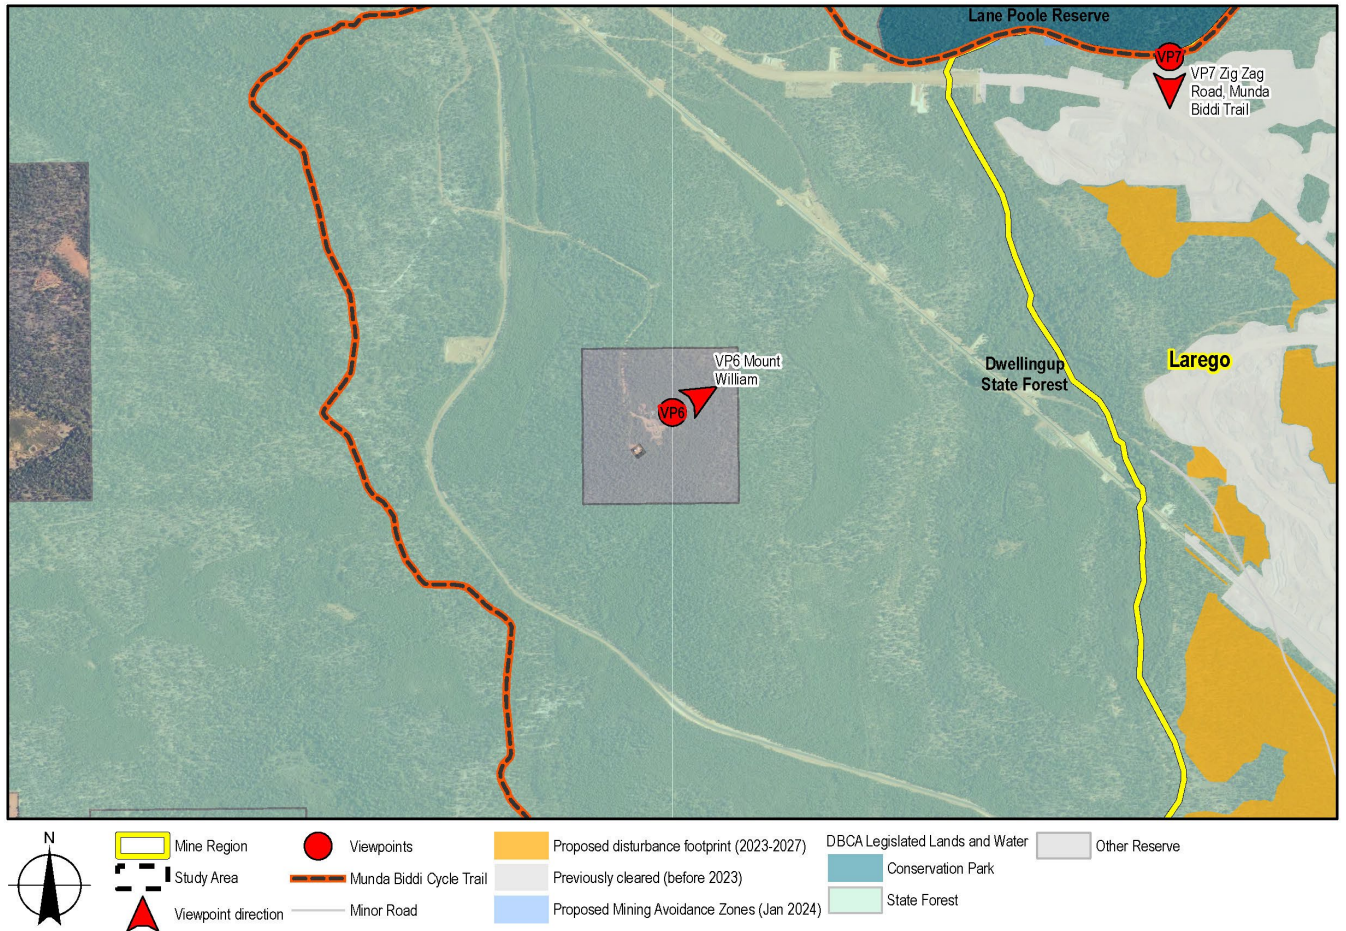 Lane Poole Reserve
VP7
VP7 Zig Zag
Road, Munda
Biddi Trail
VP6 Mount
William
VP6
Dwellingup
State Forest
Larego
N
Mine Region
Study Area
Viewpoint direction
Viewpoints
Munda Biddi Cycle Trail
Minor Road
Proposed disturbance footprint (2023-2027)
Previously cleared (before 2023)
Proposed Mining Avoidance Zones (Jan 2024)
DBCA Legislated Lands and Water
Conservation Park
State Forest
Other Reserve